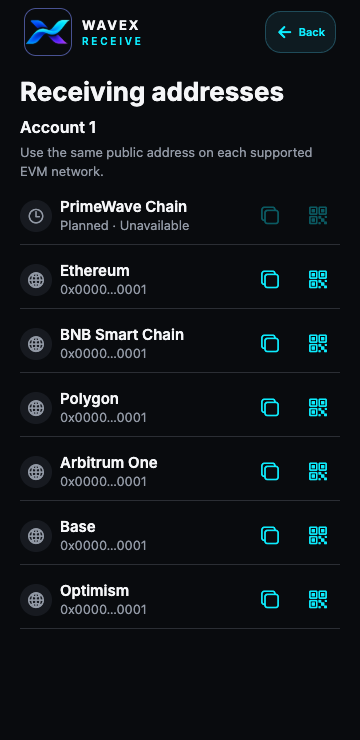 WAVEX
RECEIVE
Back
Receiving addresses
Account 1
Use the same public address on each supported
EVM network.
PrimeWave Chain
Planned · Unavailable
Ethereum
0x0000...0001
BNB Smart Chain
0x0000...0001
Polygon
0x0000...0001
Arbitrum One
0x0000...0001
Base
0x0000...0001
Optimism
0x0000...0001